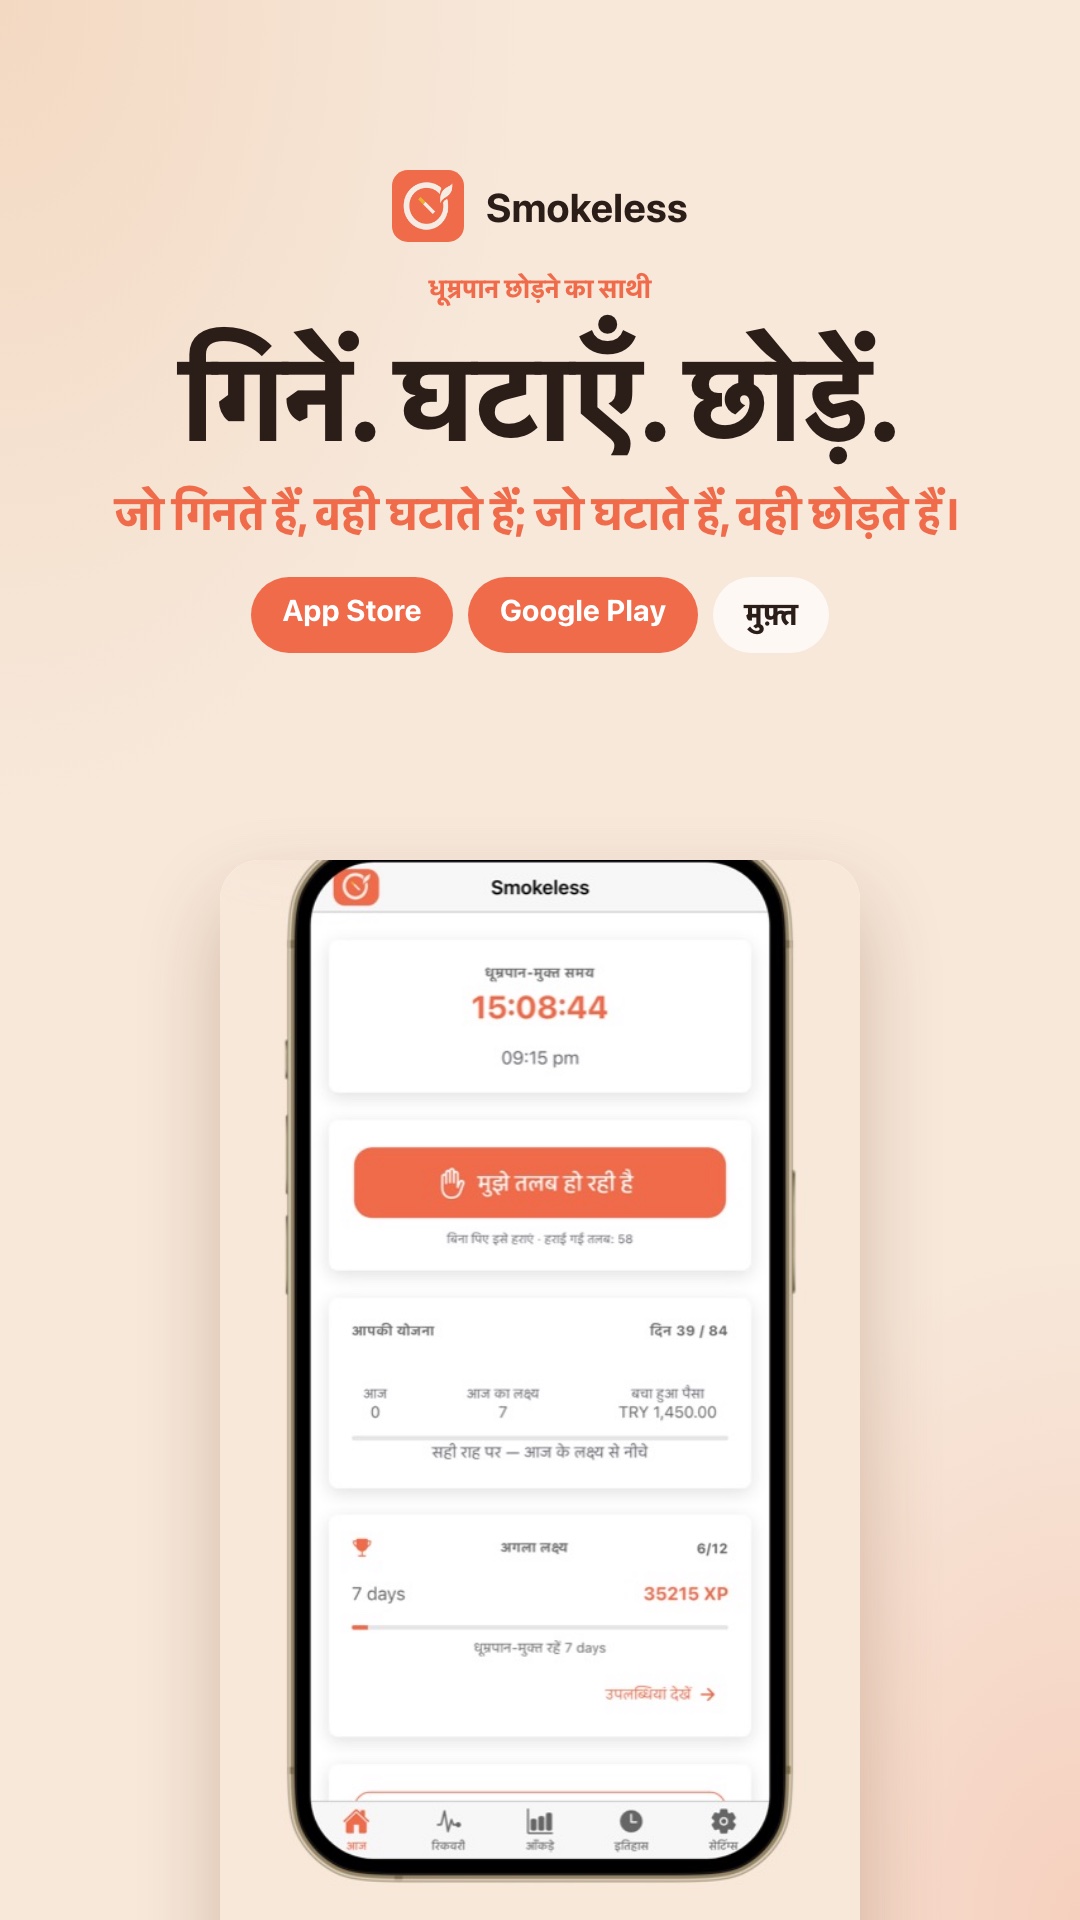 Smokeless
धूम्रपान छोड़ने का साथी
गिनें. घटाएँ. छोड़ें.
जो गिनते हैं, वही घटाते हैं; जो घटाते हैं, वही छोड़ते हैं।
App Store Google Play मुफ़्त
Smokeless
धूम्रपान-मुक्त समय
15:08:44
09:15 pm
मुझे तलब हो रही है
बिना पिए इसे हराएं · हराई गई तलब: 58
आपकी योजना दिन 39 / 84
आज आज का लक्ष्य बचा हुआ पैसा
0 7 TRY 1,450.00
सही राह पर — आज के लक्ष्य से नीचे
अगला लक्ष्य 6/12
7 days 35215 XP
धूम्रपान-मुक्त रहें 7 days
उपलब्धियां देखें →
आज रिकवरी आँकड़े इतिहास सेटिंग्स